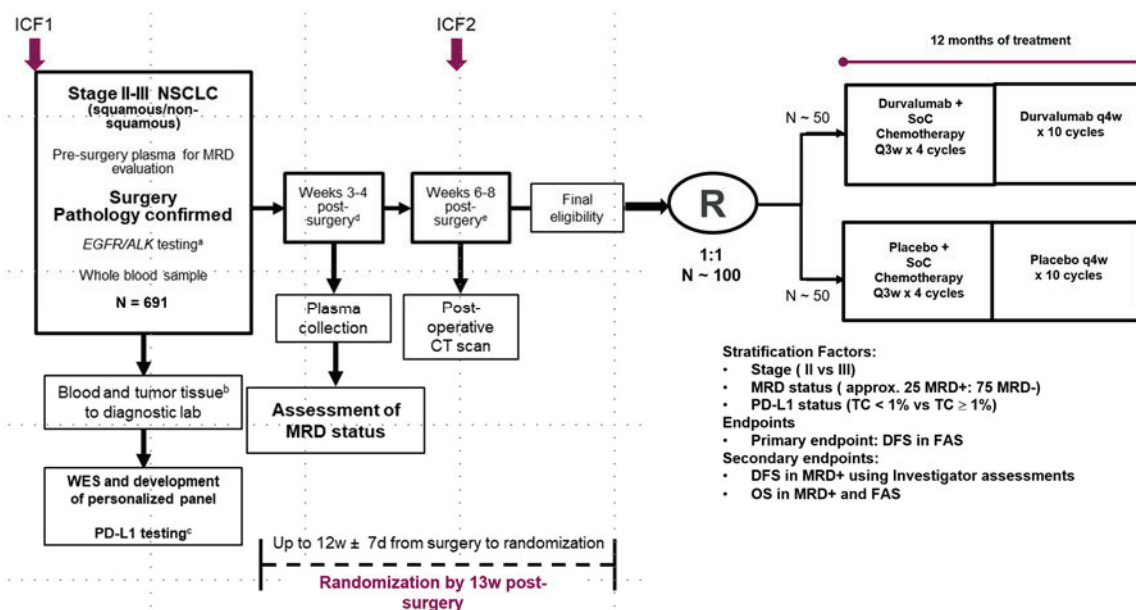 ICF1
ICF2
12 months of treatment
Stage II-III NSCLC
(squamous/non-
squamous)
Pre-surgery plasma for MRD
evaluation
Surgery
Pathology confirmed
EGFR/ALK testingᵃ
Whole blood sample
N = 691
Weeks 3-4
post-
surgeryᵈ
Weeks 6-8
post-
surgeryᵉ
Final
eligibility
R
1:1
N ~ 100
N ~ 50
Durvalumab +
SoC
Chemotherapy
Q3w x 4 cycles
Durvalumab q4w
x 10 cycles
N ~ 50
Placebo +
SoC
Chemotherapy
Q3w x 4 cycles
Placebo q4w
x 10 cycles
Plasma
collection
Post-
operative
CT scan
Blood and tumor tissueᵇ
to diagnostic lab
Assessment of
MRD status
WES and development
of personalized panel
PD-L1 testingᶜ
Stratification Factors:
• Stage ( II vs III)
• MRD status ( approx. 25 MRD+: 75 MRD-)
• PD-L1 status (TC < 1% vs TC ≥ 1%)
Endpoints
• Primary endpoint: DFS in FAS
Secondary endpoints:
• DFS in MRD+ using Investigator assessments
• OS in MRD+ and FAS
Up to 12w ± 7d from surgery to randomization
Randomization by 13w post-
surgery